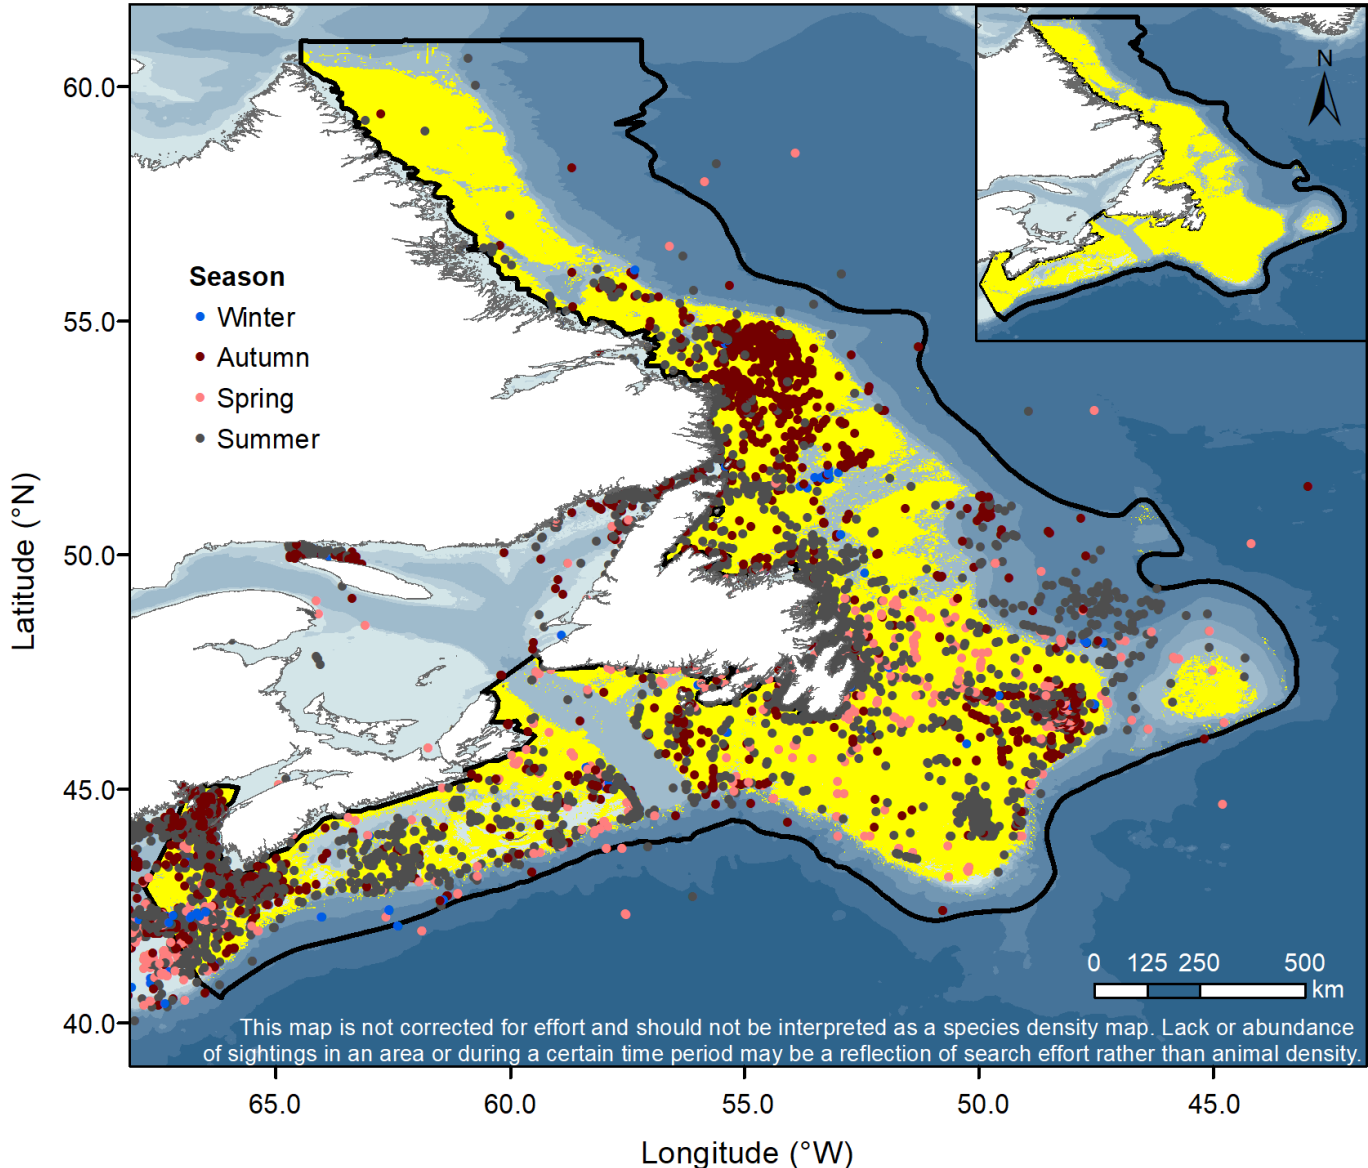 N
60.0
55.0
50.0
45.0
40.0
Latitude (°N)
Season
Winter
Autumn
Spring
Summer
0 125 250 500
km
This map is not corrected for effort and should not be interpreted as a species density map. Lack or abundance
of sightings in an area or during a certain time period may be a reflection of search effort rather than animal density.
65.0 60.0 55.0 50.0 45.0
Longitude (°W)